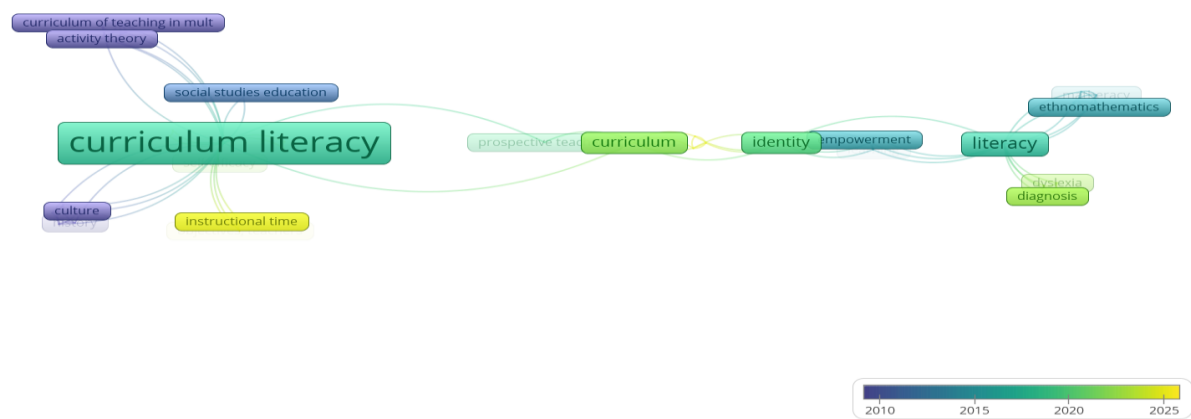 curriculum of teaching in mult
activity theory
social studies education
ethnomathematics
curriculum literacy
prospective teac
curriculum
identity
empowerment
literacy
dyslexia
diagnosis
culture
history
instructional time
2010
2015
2020
2025